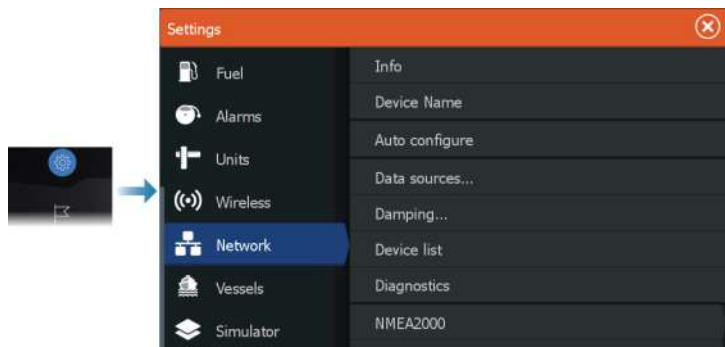 Settings
Fuel
Alarms
Units
Wireless
Network
Vessels
Simulator
Info
Device Name
Auto configure
Data sources...
Damping...
Device list
Diagnostics
NMEA2000